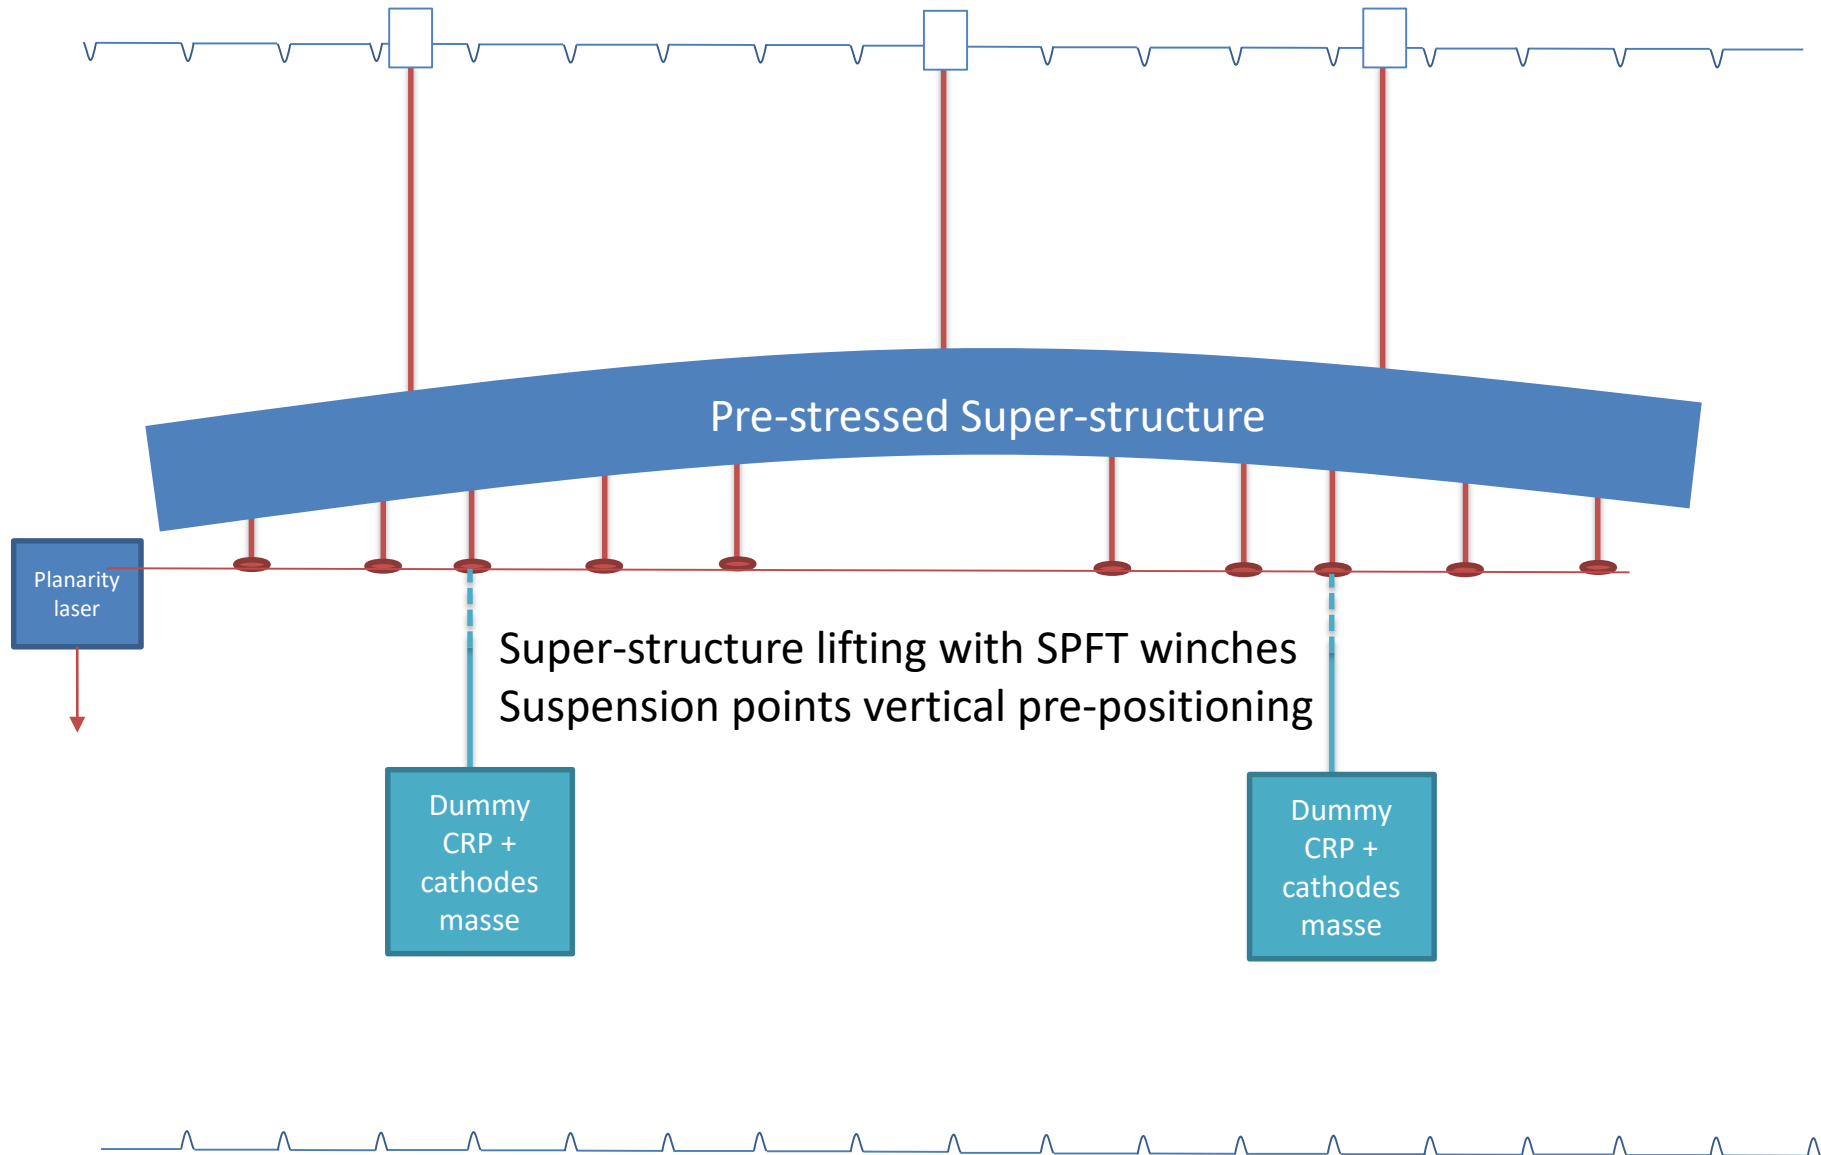 Pre-stressed Super-structure
Planarity
laser
Super-structure lifting with SPFT winches
Suspension points vertical pre-positioning
Dummy
CRP +
cathodes
masse
Dummy
CRP +
cathodes
masse